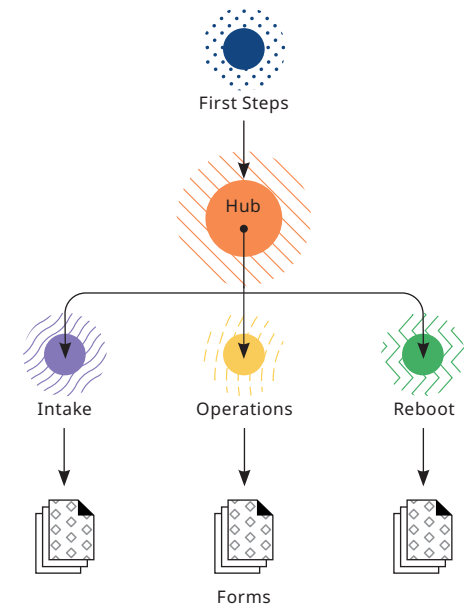 First Steps
Hub
Intake
Operations
Reboot
Forms